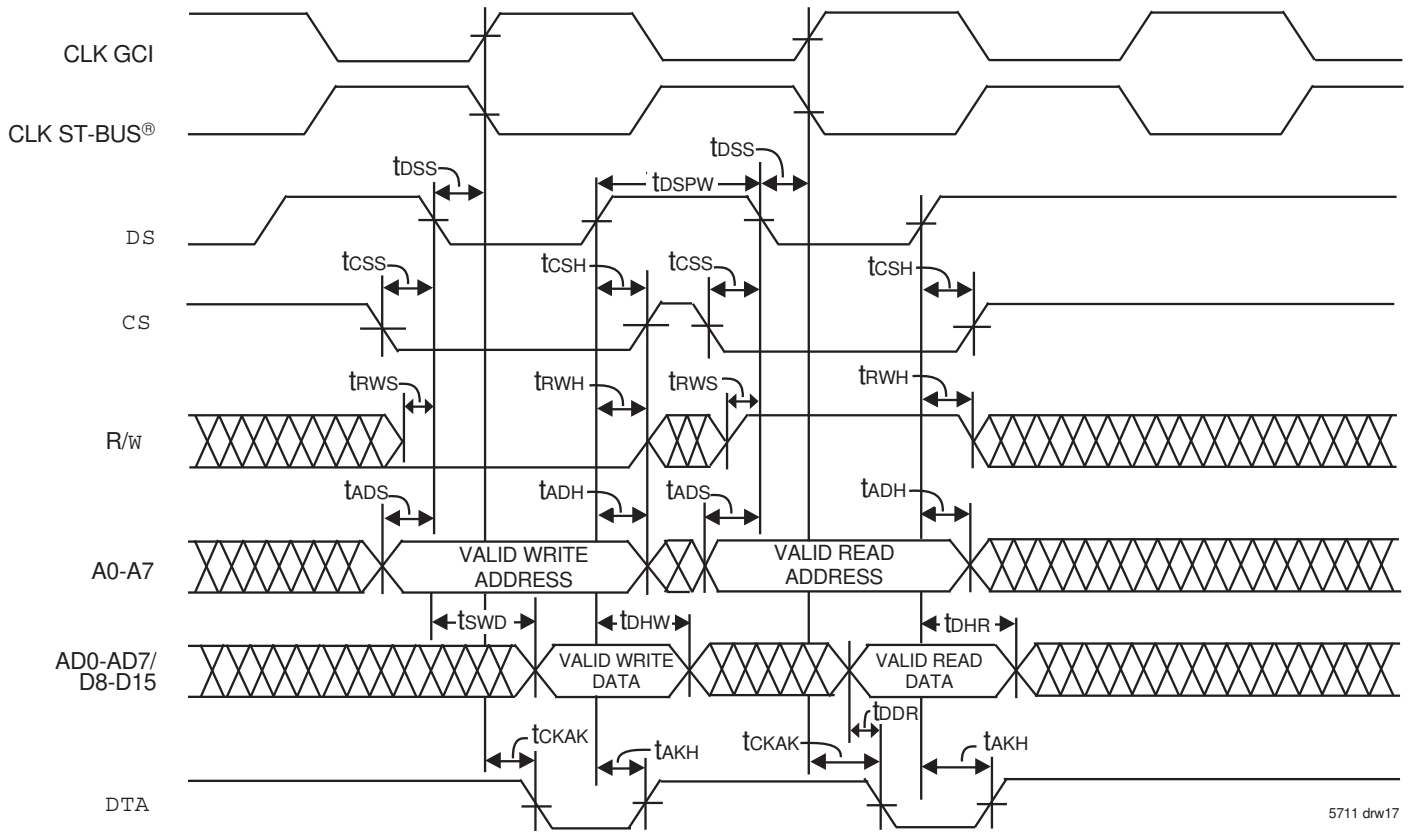 CLK GCI
CLK ST-BUS®
tDSS
tDSS
tDSPW
DS
tCSS
tCSH
tCSS
tCSH
CS
tRWS
tRWH
tRWS
tRWH
R/W
tADS
tADH
tADS
tADH
A0-A7
VALID WRITE
ADDRESS
VALID READ
ADDRESS
tSWD
tDHW
tDHR
AD0-AD7/
D8-D15
VALID WRITE
DATA
VALID READ
DATA
tDDR
tCKAK
tAKH
tCKAK
tAKH
DTA
5711 drw17